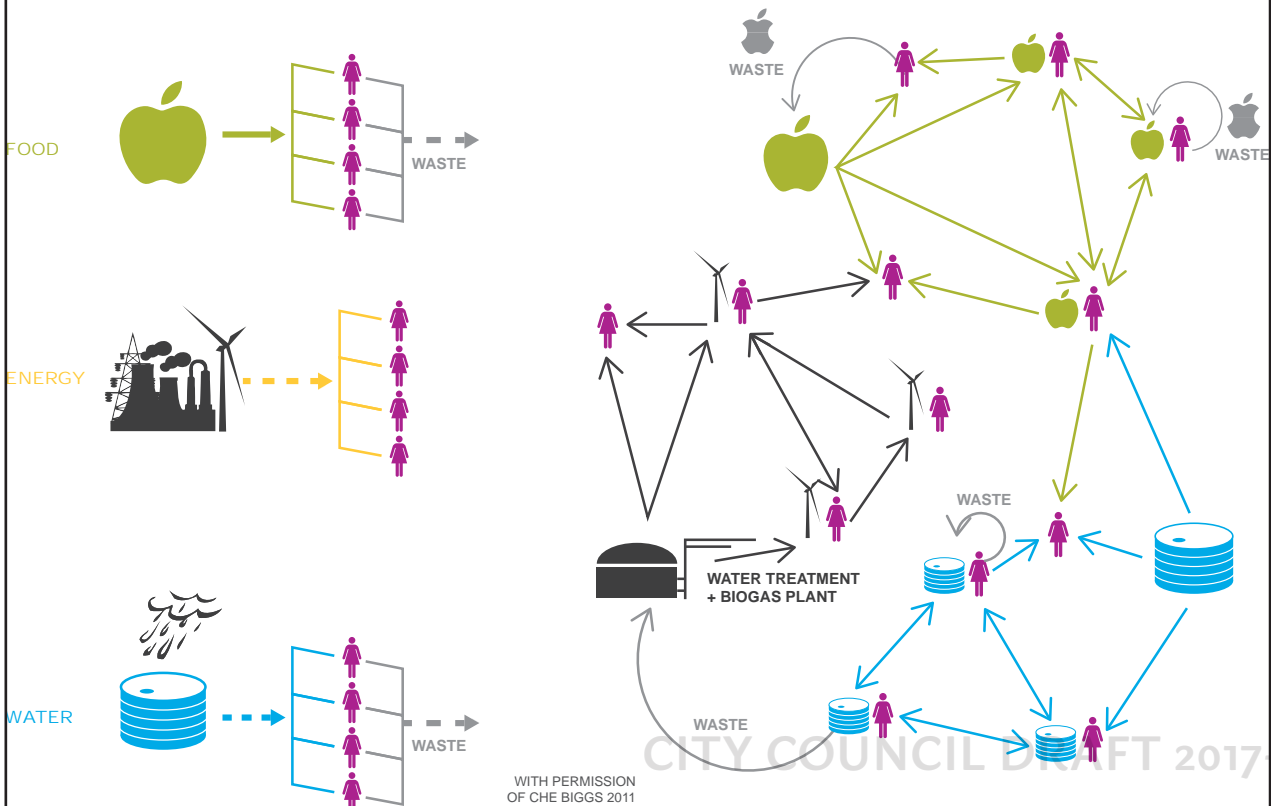 FOOD
WASTE
ENERGY
WATER
WASTE
WASTE
WASTE
WASTE
WATER TREATMENT
+ BIOGAS PLANT
WASTE
WITH PERMISSION
OF CHE BIGGS 2011
CITY COUNCIL DRAFT 2017-